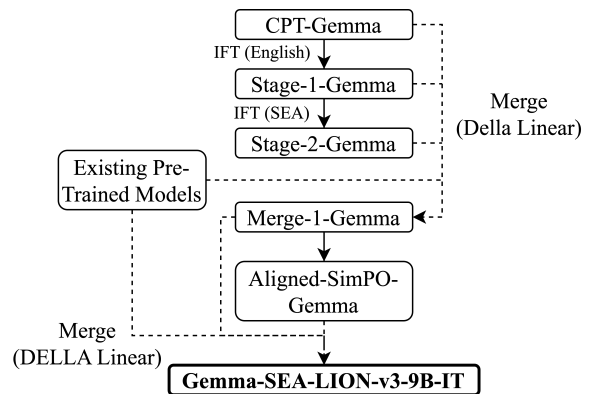 CPT-Gemma
IFT (English)
Stage-1-Gemma
IFT (SEA)
Stage-2-Gemma
Merge
(Della Linear)
Existing Pre-
Trained Models
Merge-1-Gemma
Aligned-SimPO-
Gemma
Merge
(DELLA Linear)
Gemma-SEA-LION-v3-9B-IT